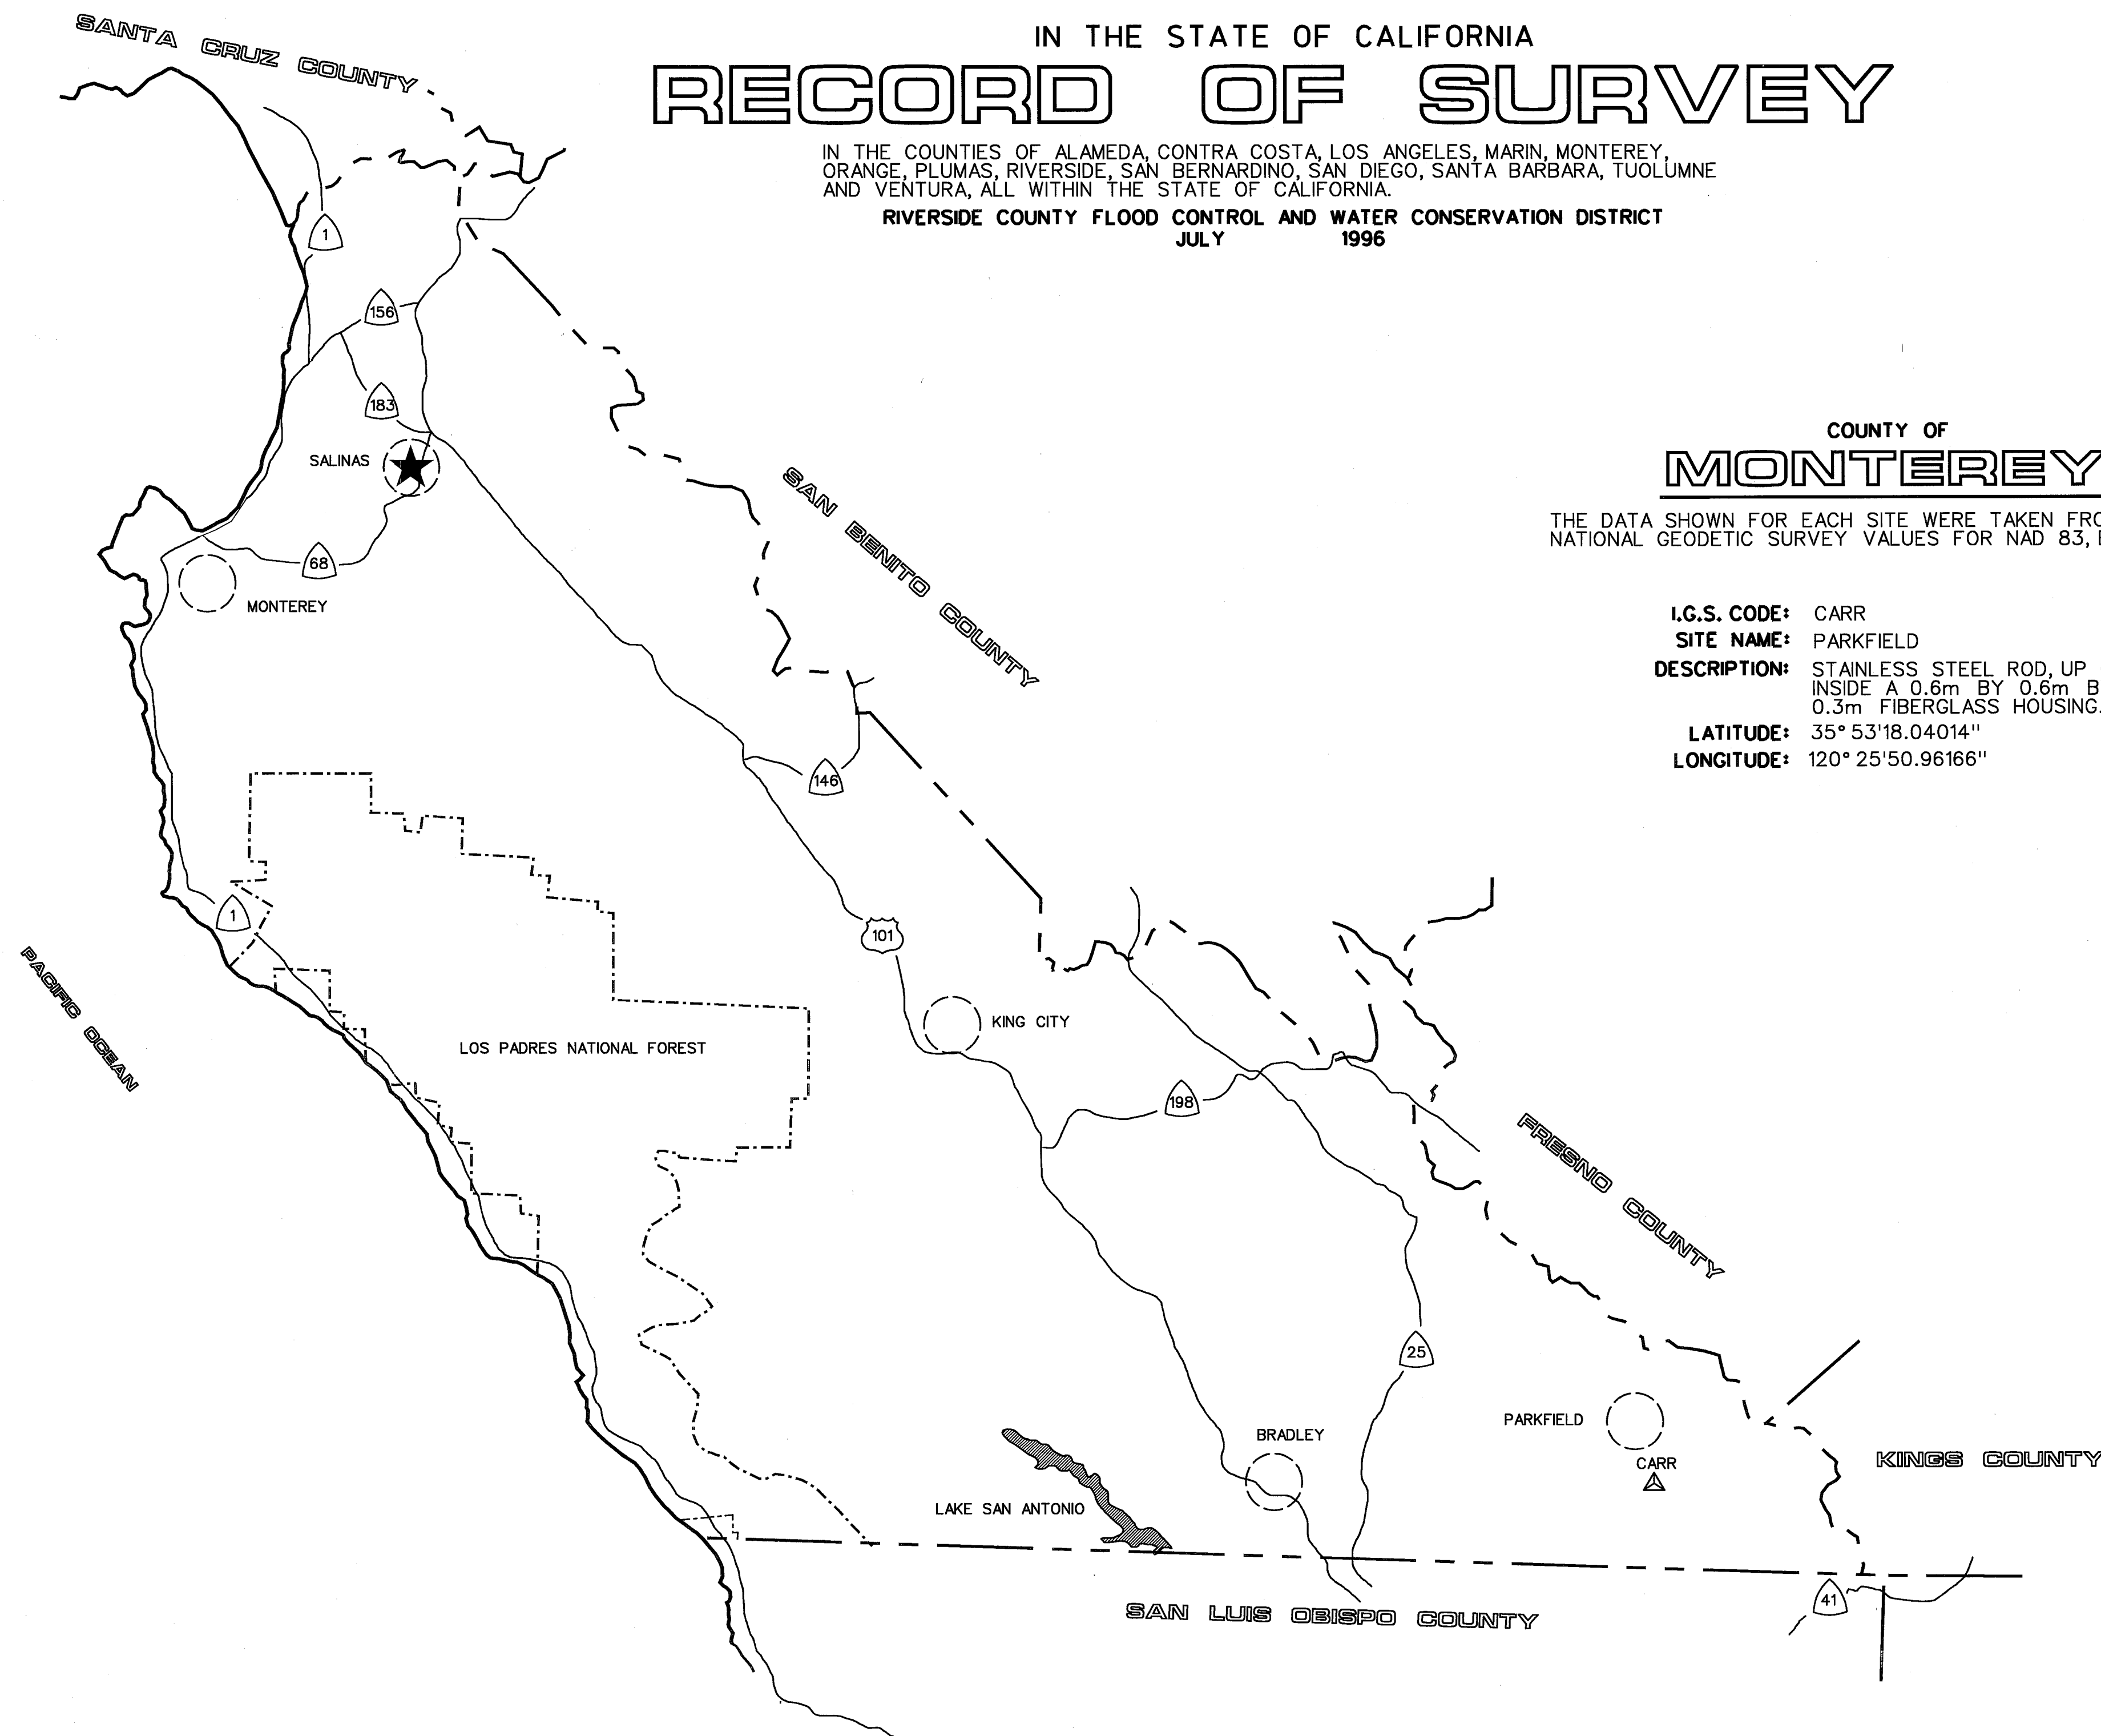 SANTA CRUZ COUNTY
IN THE STATE OF CALIFORNIA
RECORD OF SURVEY
IN THE COUNTIES OF ALAMEDA, CONTRA COSTA, LOS ANGELES, MARIN, MONTEREY,
ORANGE, PLUMAS, RIVERSIDE, SAN BERNARDINO, SAN DIEGO, SANTA BARBARA, TUOLUMNE
AND VENTURA, ALL WITHIN THE STATE OF CALIFORNIA.
RIVERSIDE COUNTY FLOOD CONTROL AND WATER CONSERVATION DISTRICT
JULY 1996
1
156
183
SALINAS
68
MONTEREY
SAN BENITO COUNTY
COUNTY OF
MONTEREY
THE DATA SHOWN FOR EACH SITE WERE TAKEN
NATIONAL GEODETIC SURVEY VALUES FOR NAD 83,
I.G.S. CODE: CARR
SITE NAME: PARKFIELD
DESCRIPTION: STAINLESS STEEL ROD, UP
INSIDE A 0.6m BY 0.6m
0.3m FIBERGLASS HOUSING.
LATITUDE: 35° 53'18.04014"
LONGITUDE: 120° 25'50.96166"
146
1
101
PACIFIC OCEAN
KING CITY
LOS PADRES NATIONAL FOREST
198
FRESNO COUNTY
25
PARKFIELD
BRADLEY
CARR
KINGS COUNTY
LAKE SAN ANTONIO
SAN LUIS OBISPO COUNTY
41